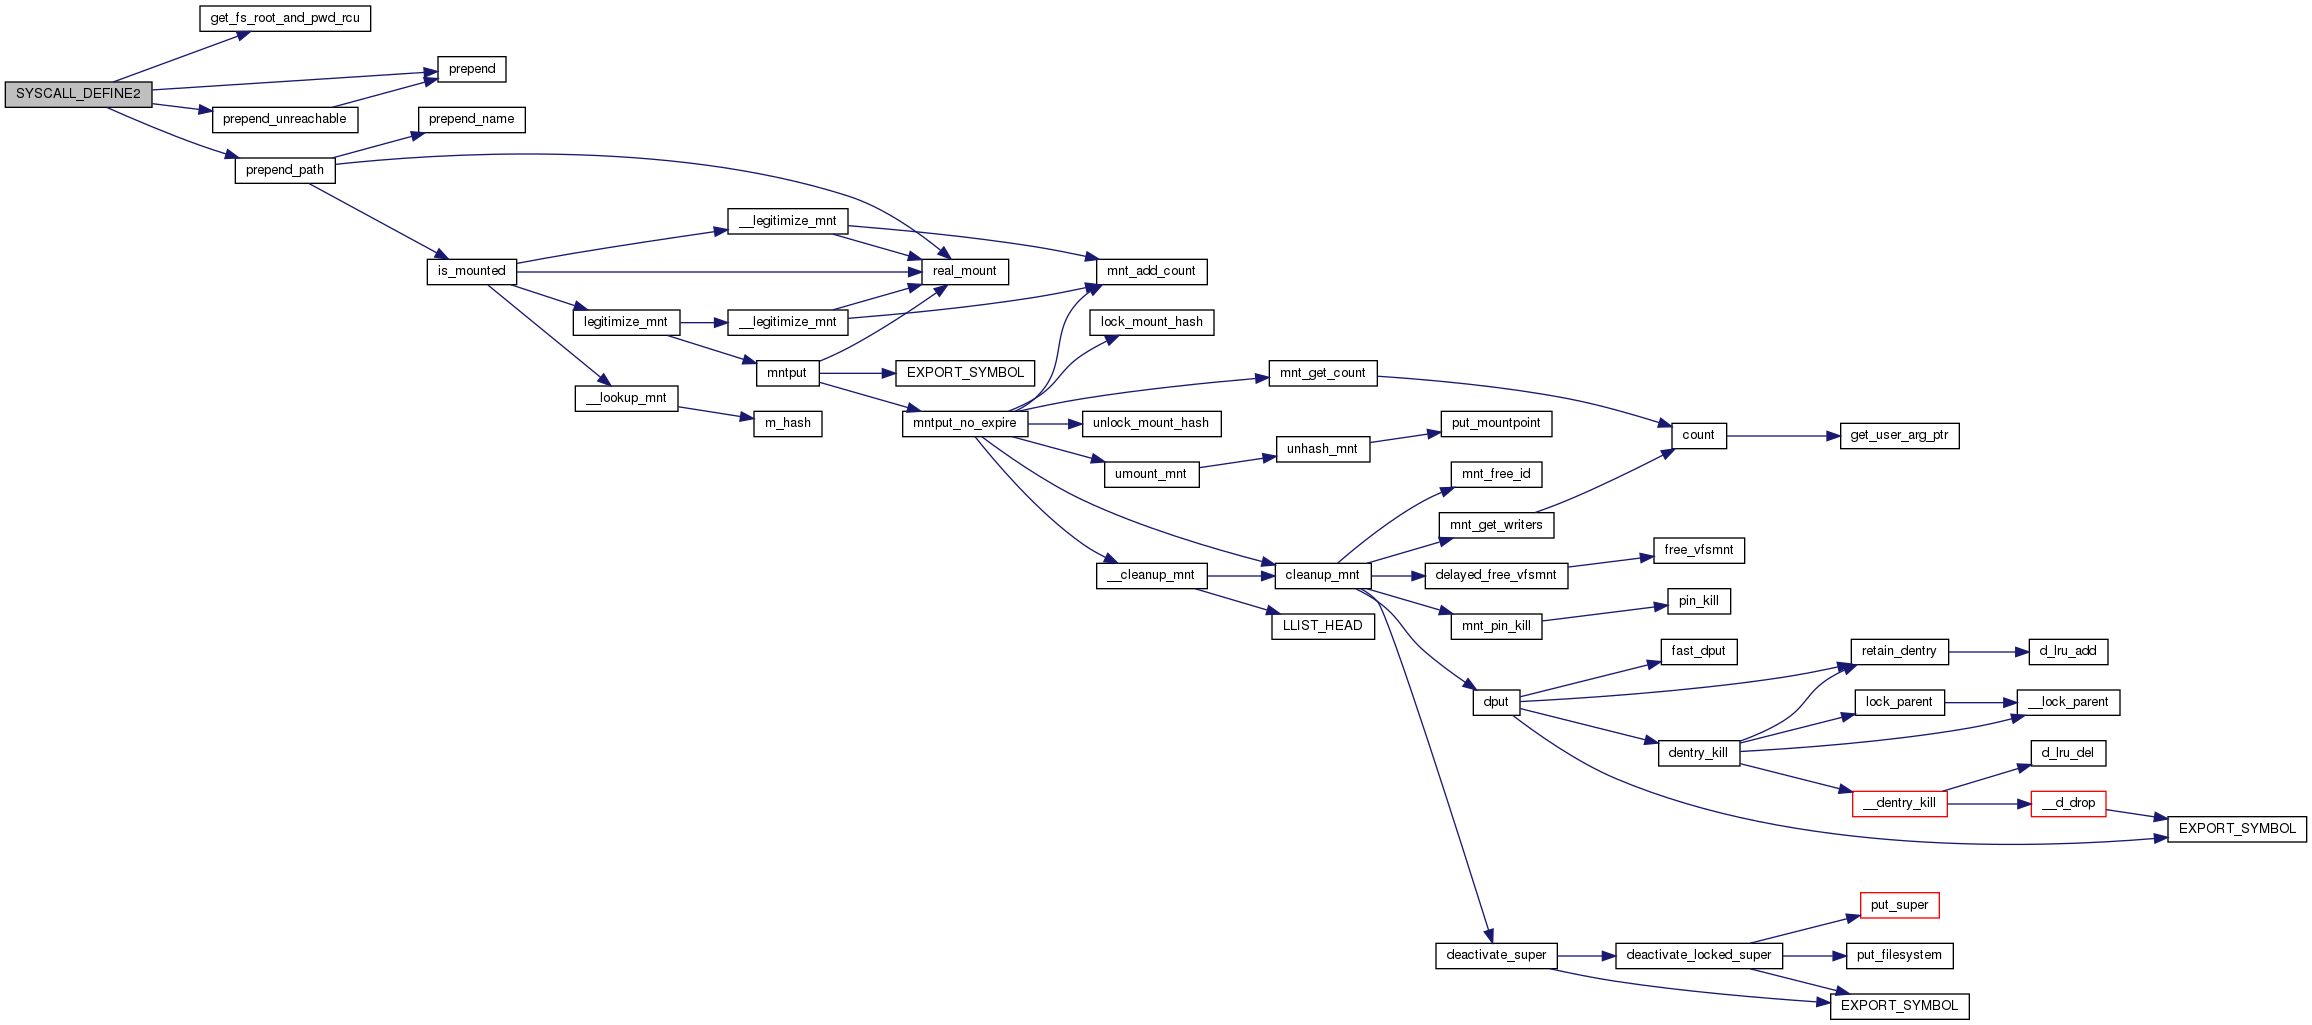 get_fs_root_and_pwd_rcu
prepend
SYSCALL_DEFINE2
prepend_unreachable
prepend_name
prepend_path
__legitimize_mnt
is_mounted
real_mount
mnt_add_count
legitimize_mnt
__legitimize_mnt
lock_mount_hash
mntput
EXPORT_SYMBOL
mnt_get_count
__lookup_mnt
m_hash
mntput_no_expire
unlock_mount_hash
put_mountpoint
count
get_user_arg_ptr
unhash_mnt
umount_mnt
mnt_free_id
mnt_get_writers
free_vfsmnt
__cleanup_mnt
cleanup_mnt
delayed_free_vfsmnt
pin_kill
LLIST_HEAD
mnt_pin_kill
fast_dput
retain_dentry
d_lru_add
dput
lock_parent
__lock_parent
dentry_kill
d_lru_del
__dentry_kill
__d_drop
EXPORT_SYMBOL
put_super
deactivate_super
deactivate_locked_super
put_filesystem
EXPORT_SYMBOL